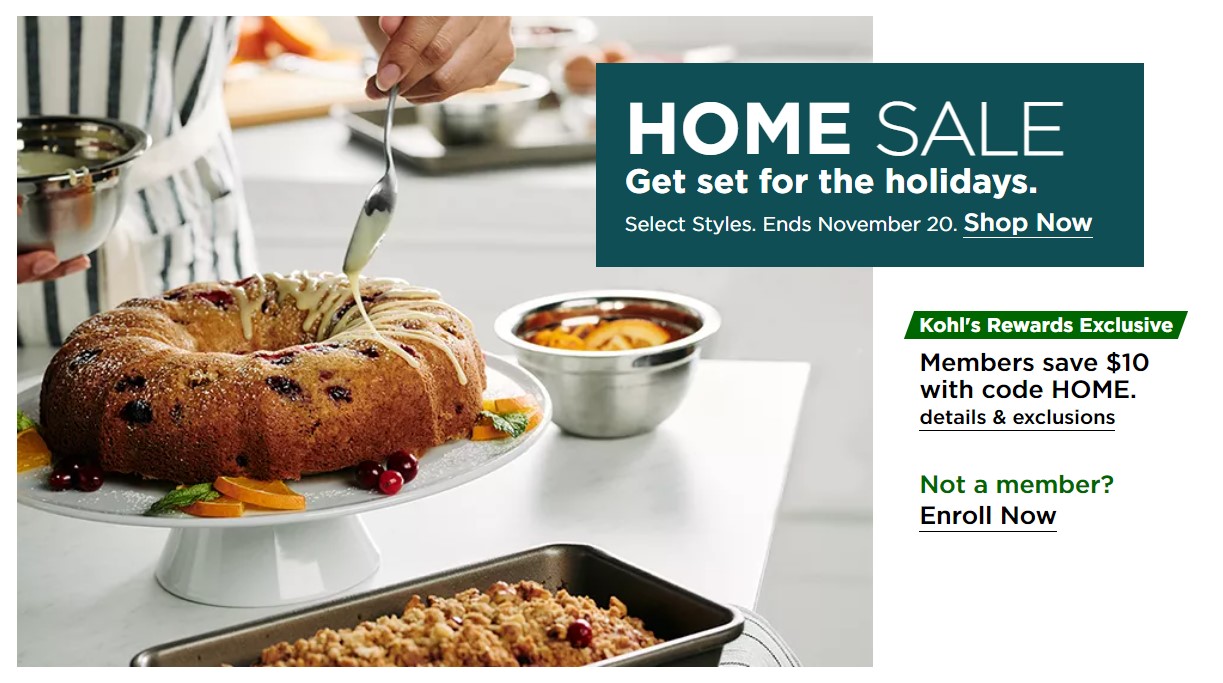 HOME SALE
Get set for the holidays.
Select Styles. Ends November 20. Shop Now
Kohl's Rewards Exclusive
Members save $10
with code HOME.
details & exclusions
Not a member?
Enroll Now